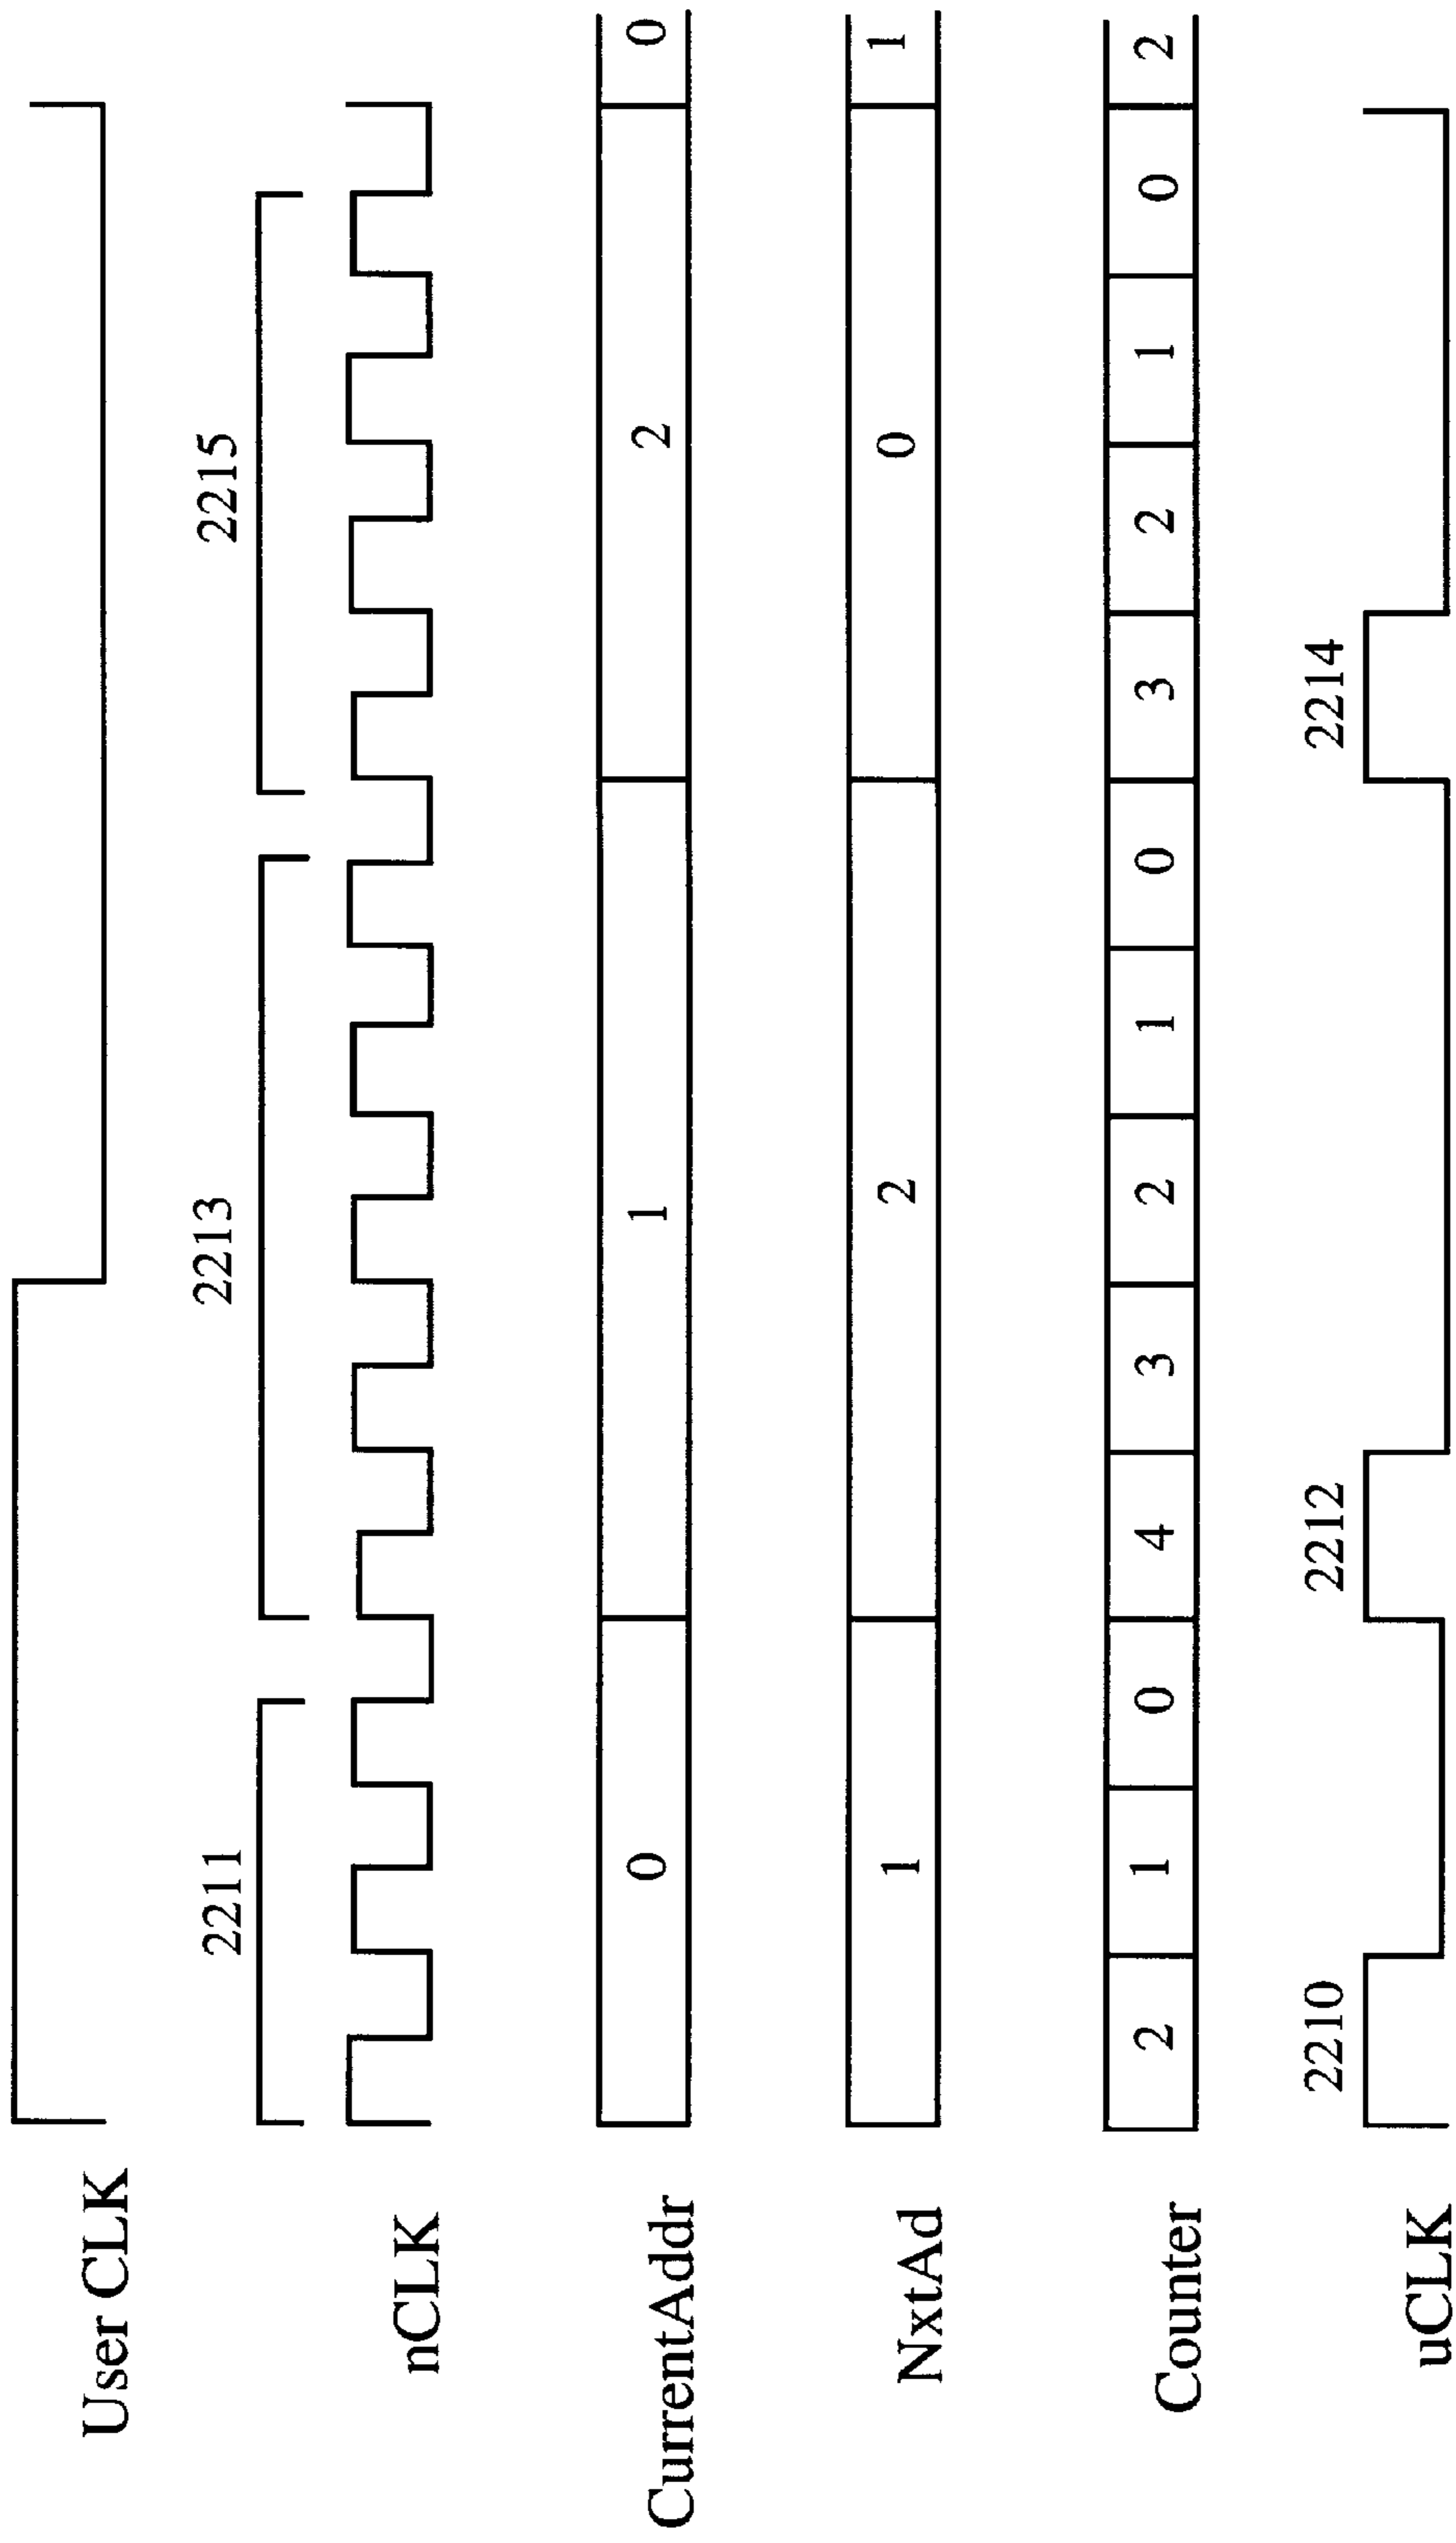 User CLK
2211 2213 2215
nCLK
CurrentAddr 0 1 2 0
NxtAd 1 2 0 1
Counter 2 1 0 4 3 2 1 0 3 2 1 0 2
2210 2212 2214
uCLK